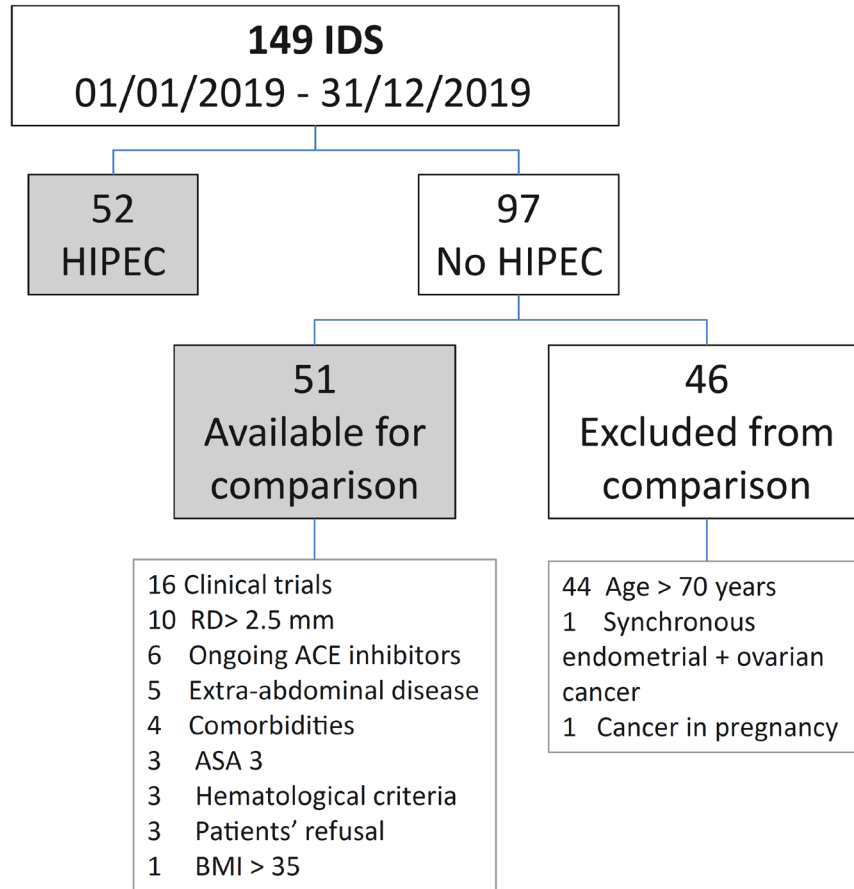 149 IDS
01/01/2019 - 31/12/2019
52
HIPEC
97
No HIPEC
51
Available for
comparison
46
Excluded from
comparison
16 Clinical trials
10 RD> 2.5 mm
6 Ongoing ACE inhibitors
5 Extra-abdominal disease
4 Comorbidities
3 ASA 3
3 Hematological criteria
3 Patients’ refusal
1 BMI > 35
44 Age > 70 years
1 Synchronous
endometrial + ovarian
cancer
1 Cancer in pregnancy